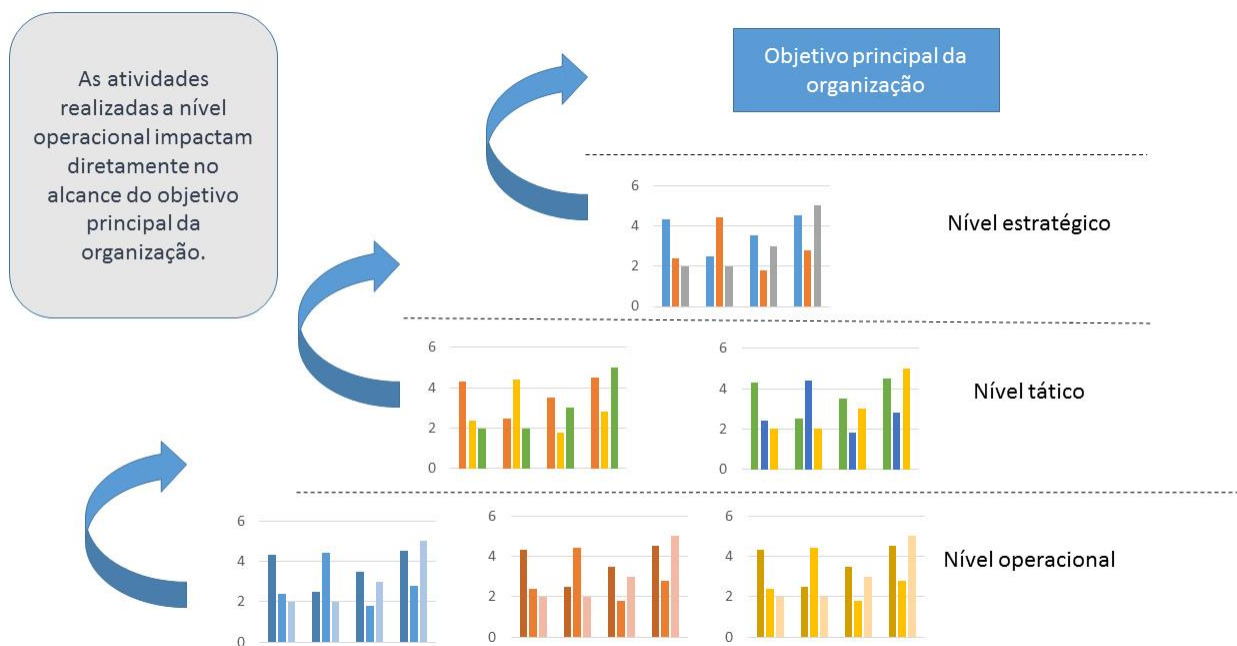 As atividades
realizadas a nível
operacional impactam
diretamente no
alcance do objetivo
principal da
organização.
Objetivo principal da
organização
6
4
2
0
Nível estratégico
6
4
2
0
6
4
2
0
Nível tático
6
4
2
0
6
4
2
0
6
4
2
0
Nível operacional